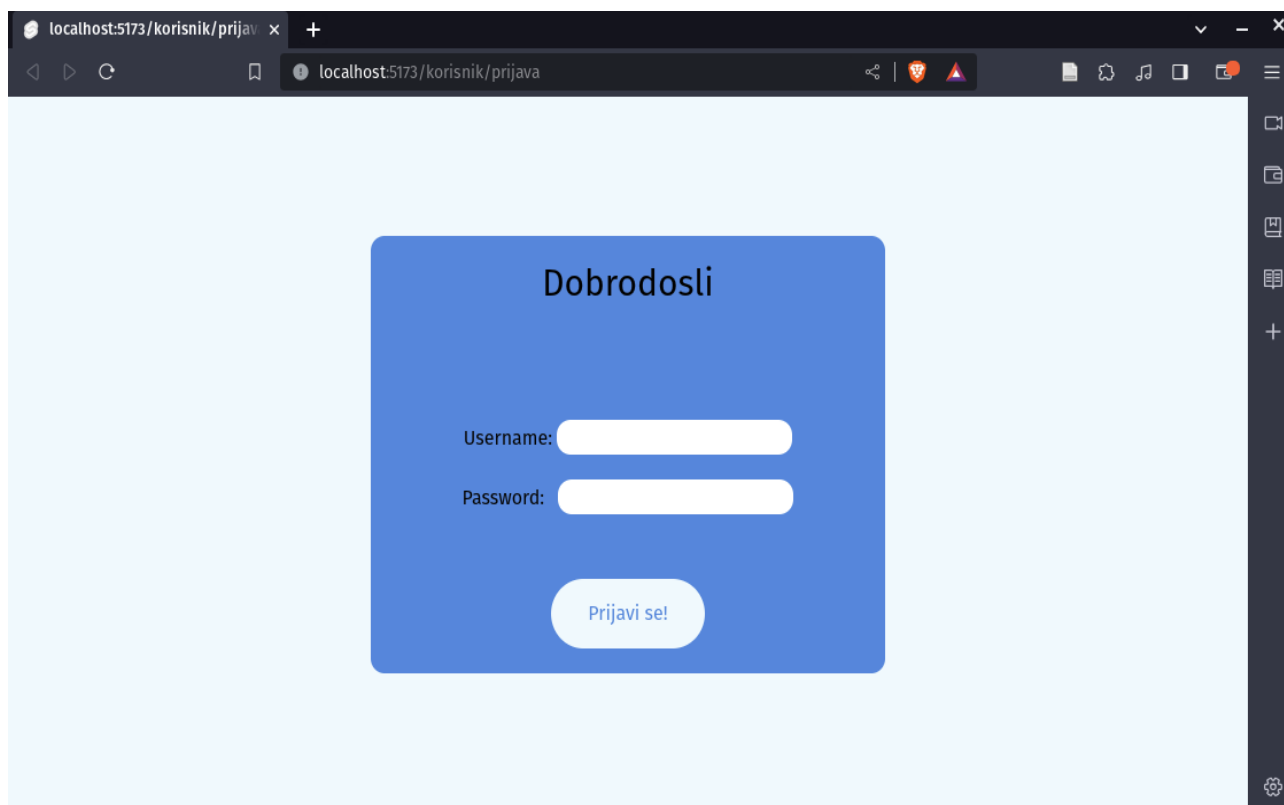 localhost:5173/korisnik/prijav
localhost:5173/korisnik/prijava
Dobrodosli
Username:
Password:
Prijavi se!